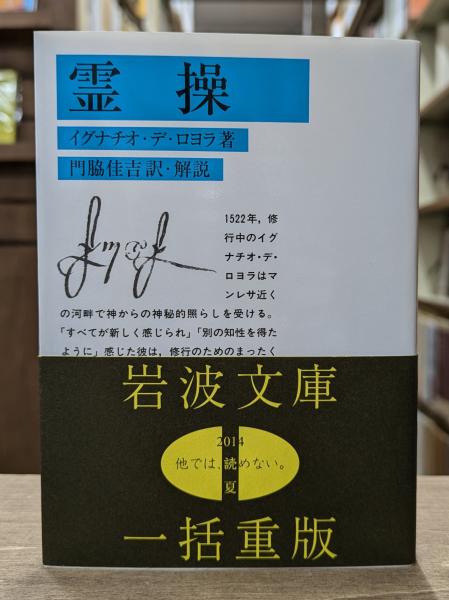 霊操
イグナチオ・デ・ロヨラ著
門脇佳吉訳・解説
1522年，修
行中のイグ
ナチオ・デ・
ロヨラはマ
ンレサ近く
の河畔で神からの神秘的照らしを受ける。
「すべてが新しく感じられ」「別の知性を得た
ように」感じた彼は，修行のためのまったく
岩波文庫
2014
他では、読めない。
夏
一括重版